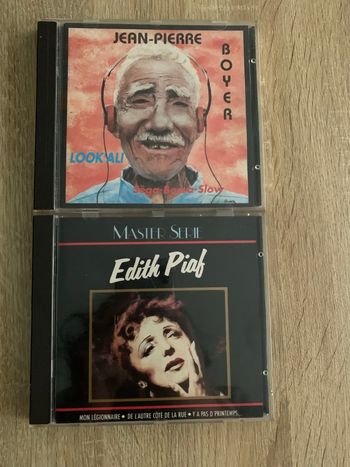 JEAN-PIERRE
BOYER
LOOK ALI
Séga-Bossa-Slow
MASTER SERIE
Edith Piaf
MON LÉGIONNAIRE • DE L'AUTRE CÔTÉ DE LA RUE • Y A PAS D'PRINTEMPS...